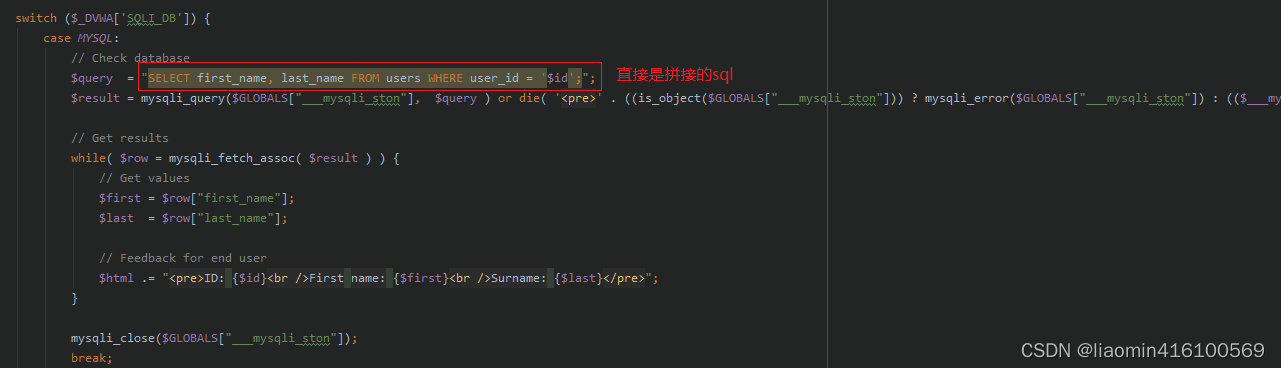 switch ($_DVWA['SQLI_DB']) {
case MYSQL:
// Check database
$query  = "SELECT first_name, last_name FROM users WHERE user_id = '$id';"; 直接是拼接的sql
$result = mysqli_query($GLOBALS["___mysqli_ston"],  $query ) or die( '<pre>' . ((is_object($GLOBALS["___mysqli_ston"])) ? mysqli_error($GLOBALS["___mysqli_ston"]) : (($___my
// Get results
while( $row = mysqli_fetch_assoc( $result ) ) {
// Get values
$first = $row["first_name"];
$last  = $row["last_name"];
// Feedback for end user
$html .= "<pre>ID: {$id}<br />First name: {$first}<br />Surname: {$last}</pre>";
}
mysqli_close($GLOBALS["___mysqli_ston"]);
break;
CSDN @liaomin416100569